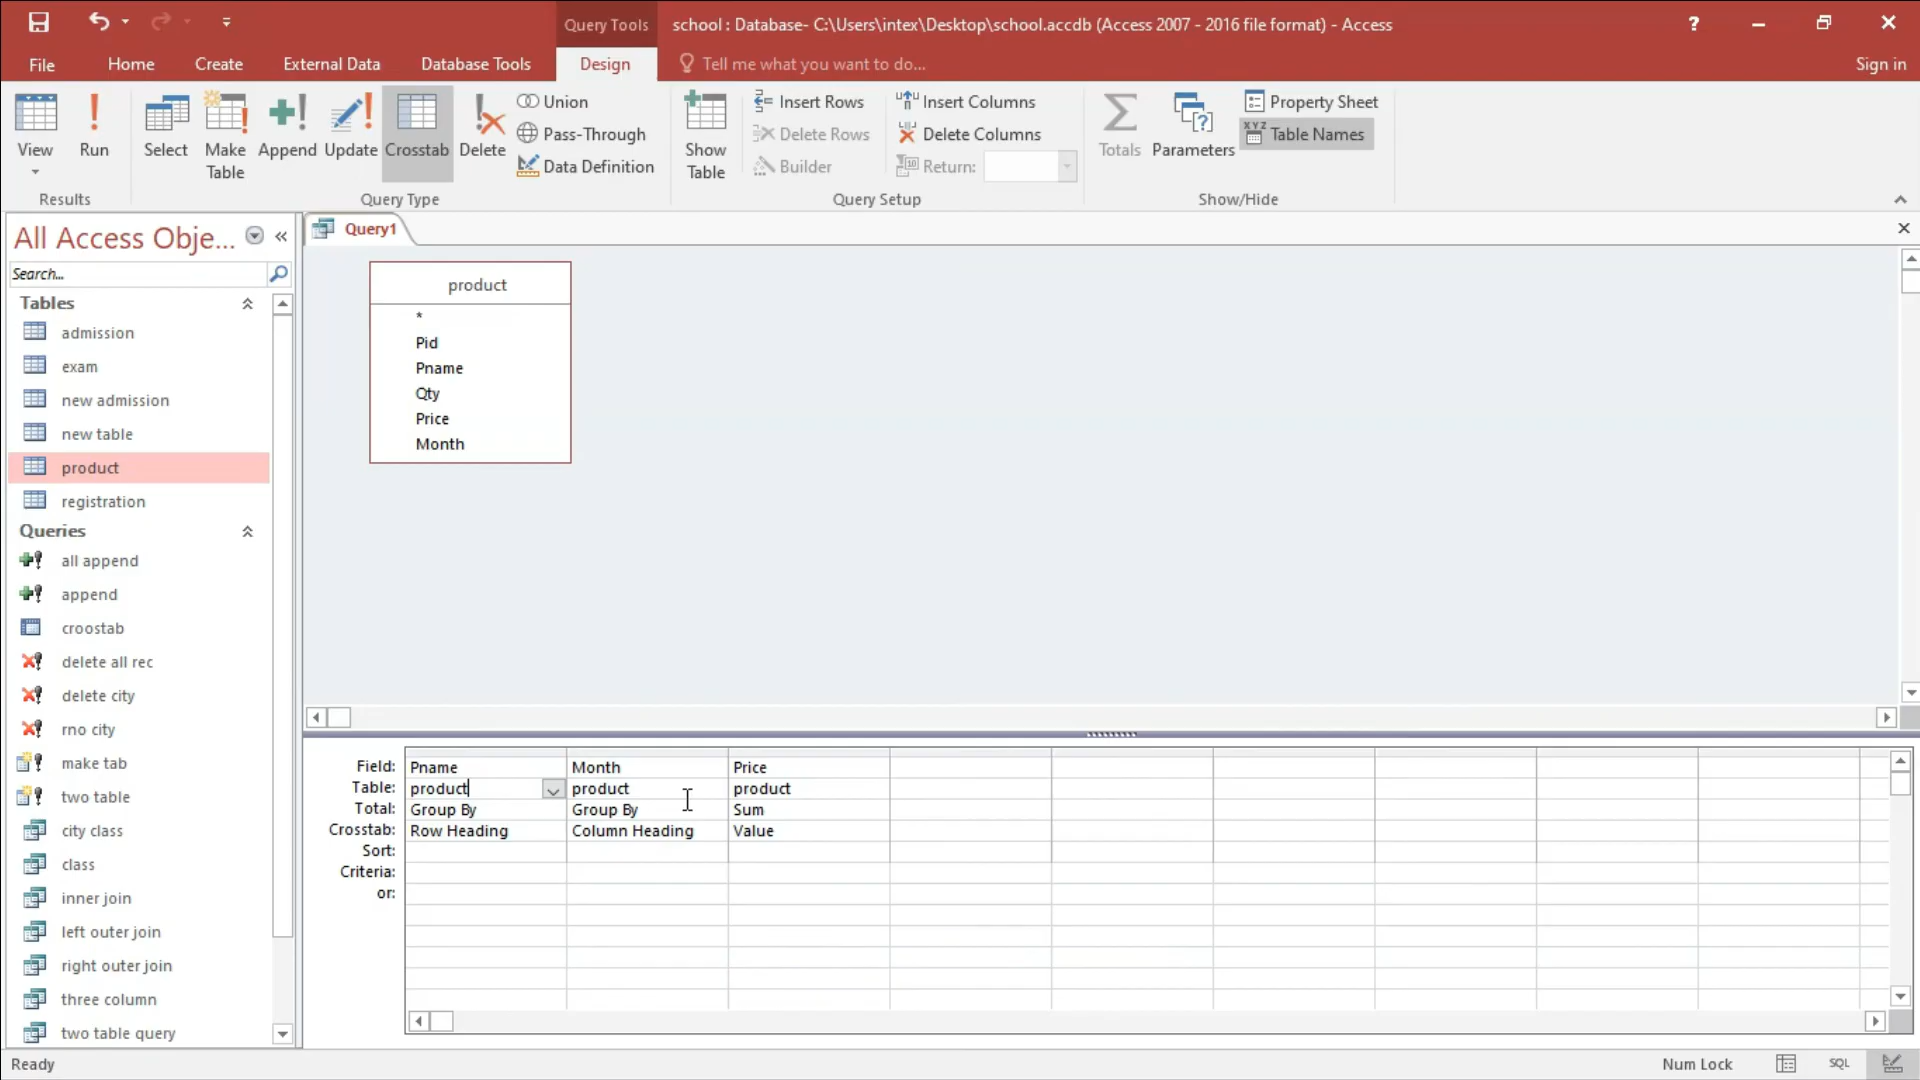 Query Tools
school : Database- C:\Users\intex\Desktop\school.accdb (Access 2007 - 2016 file format) - Access
?
File
Home
Create
External Data
Database Tools
Design
Tell me what you want to do...
Sign in
View
Run
Select
Make Table
Append
Update
Crosstab
Delete
Union
Pass-Through
Data Definition
Show Table
Insert Rows
Delete Rows
Builder
Insert Columns
Delete Columns
Return:
Totals
Parameters
Property Sheet
Table Names
Results
Query Type
Query Setup
Show/Hide
All Access Obje...
Search...
Tables
admission
exam
new admission
new table
product
registration
Queries
all append
append
croostab
delete all rec
delete city
rno city
make tab
two table
city class
class
inner join
left outer join
right outer join
three column
two table query
Query1
product
*
Pid
Pname
Qty
Price
Month
Field: Pname Month Price
Table: product product product
Total: Group By Group By Sum
Crosstab: Row Heading Column Heading Value
Sort:
Criteria:
or:
Ready
Num Lock
SQL